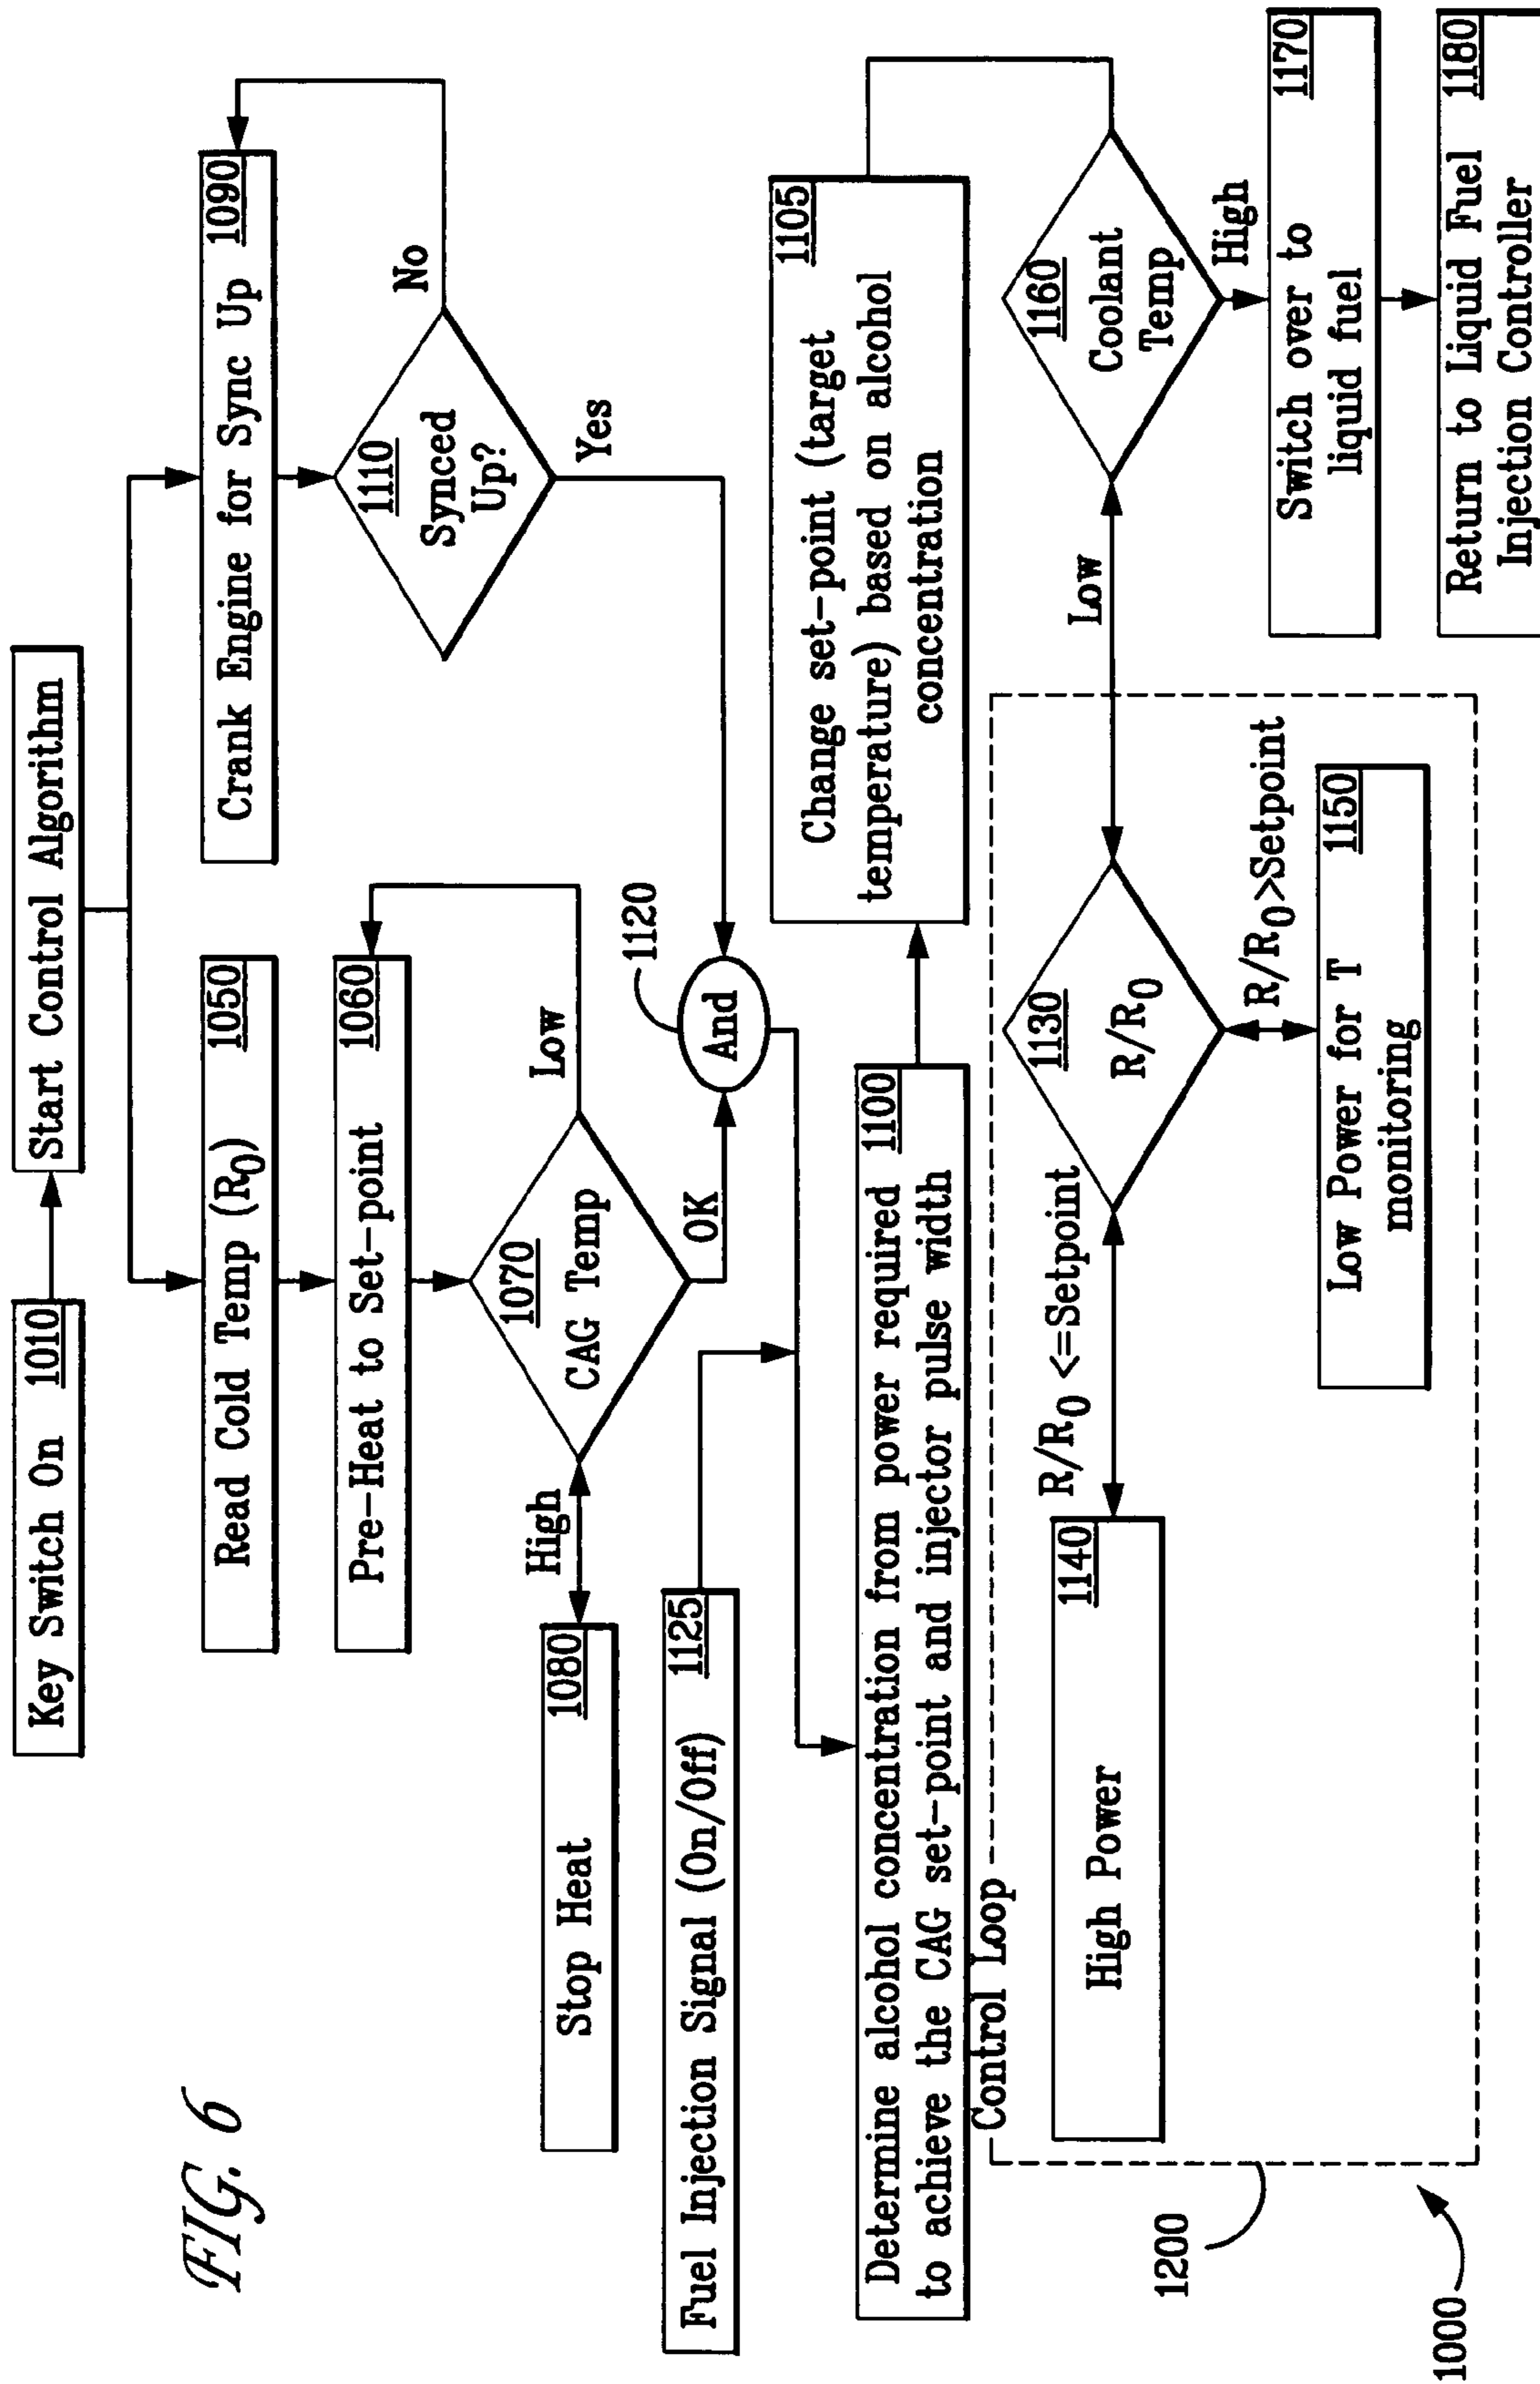 FIG. 6
Key Switch On 1010
Start Control Algorithm
Read Cold Temp (R0) 1050
Crank Engine for Sync Up 1090
Pre-Heat to Set-point 1060
1110
Synced
Up?
No
Yes
1070
CAG Temp
Low
High
OK
Stop Heat 1080
1120
And
Fuel Injection Signal (On/Off) 1125
Determine alcohol concentration from power required 1100
to achieve the CAG set-point and injector pulse width
1105
Change set-point (target
temperature) based on alcohol
concentration
Control Loop
1140
High Power
R/R0 <=Setpoint
1130
R/R0
Low
1160
Coolant
Temp
High
R/R0>Setpoint
Low Power for T 1150
monitoring
Switch over to 1170
liquid fuel
Return to Liquid Fuel 1180
Injection Controller
1200
1000